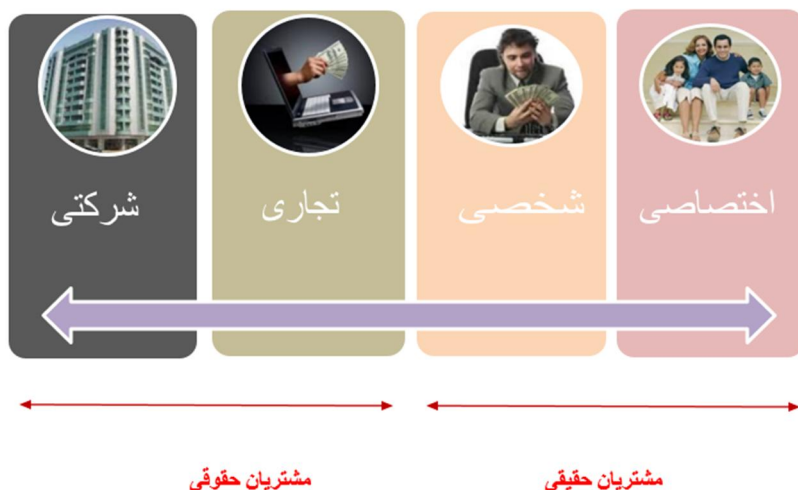 اختصاصی
شخصی
تجاری
شرکتی
مشتریان حقیقی
مشتریان حقوقی